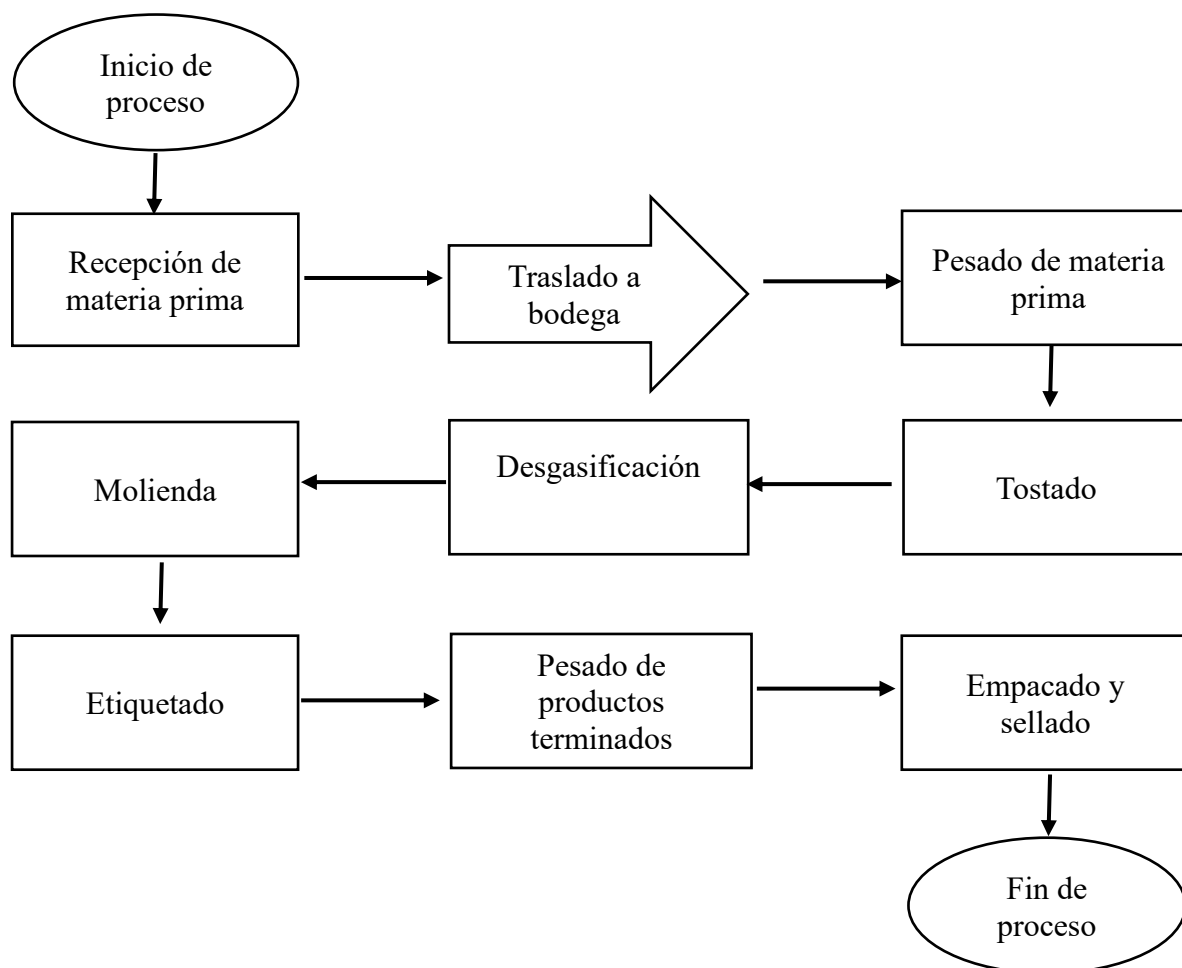 Inicio de
proceso
Recepción de
materia prima
Traslado a
bodega
Pesado de materia
prima
Tostado
Desgasificación
Molienda
Etiquetado
Pesado de
productos
terminados
Empacado y
sellado
Fin de
proceso